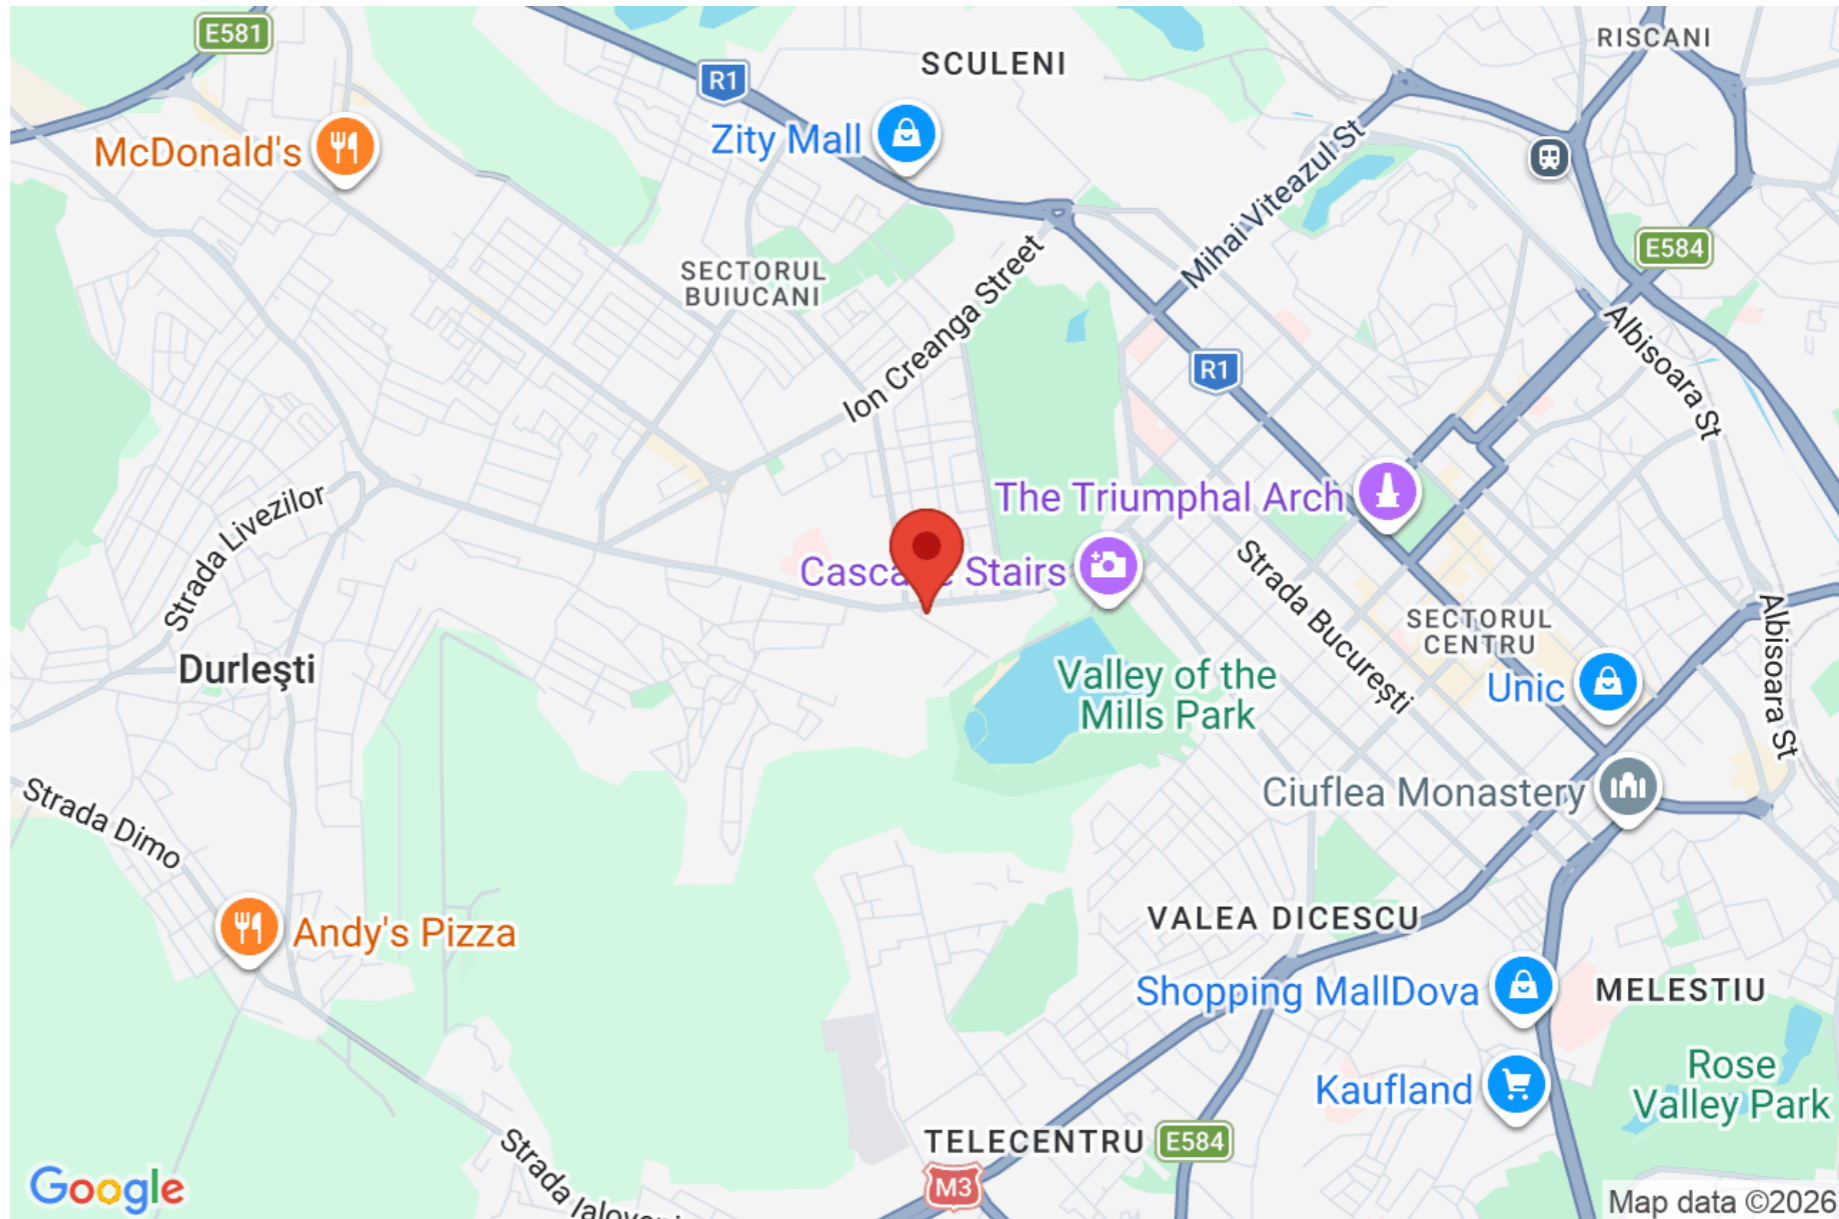 E581
RISCANI
SCULENI
R1
Zity Mall
McDonald's
Mihai Viteazul St
E584
SECTORUL
BUIUCANI
Ion Creanga Street
Albisoara St
R1
Strada Livezilor
The Triumphal Arch
Stairs
Strada București
Albisoara St
SECTORUL
CENTRU
Durleşti
Valley of the
Mills Park
Unic
Ciuflea Monastery
Strada Dimo
VALEA DICESCU
Andy's Pizza
Shopping MallDova
MELESTIU
Kaufland
Rose
Valley Park
TELECENTRU
E584
Strada
M3
Google
Map data ©2026